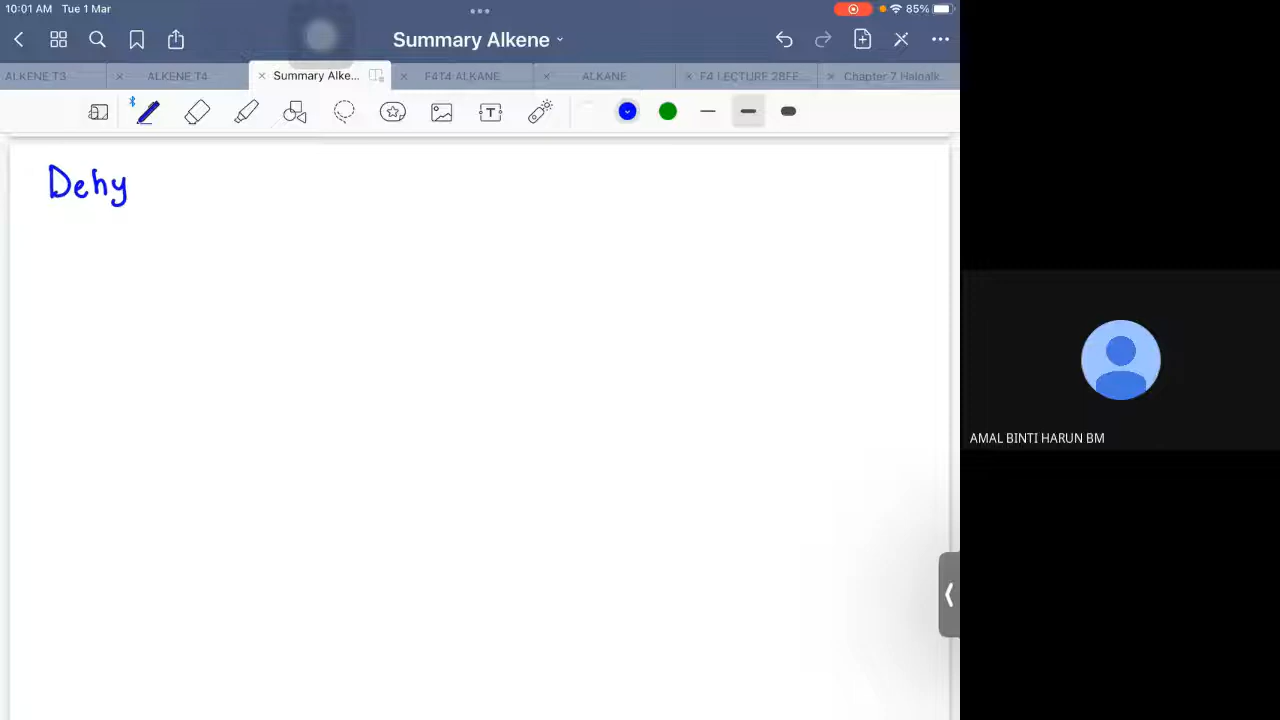 10:01 AM Tue 1 Mar
85%
Summary Alkene
ALKENE T3
ALKENE T4
Summary Alke...
F4T4 ALKANE
ALKANE
F4 LECTURE 28FE...
Chapter 7 Haloalk
T
Dehy
AMAL BINTI HARUN BM